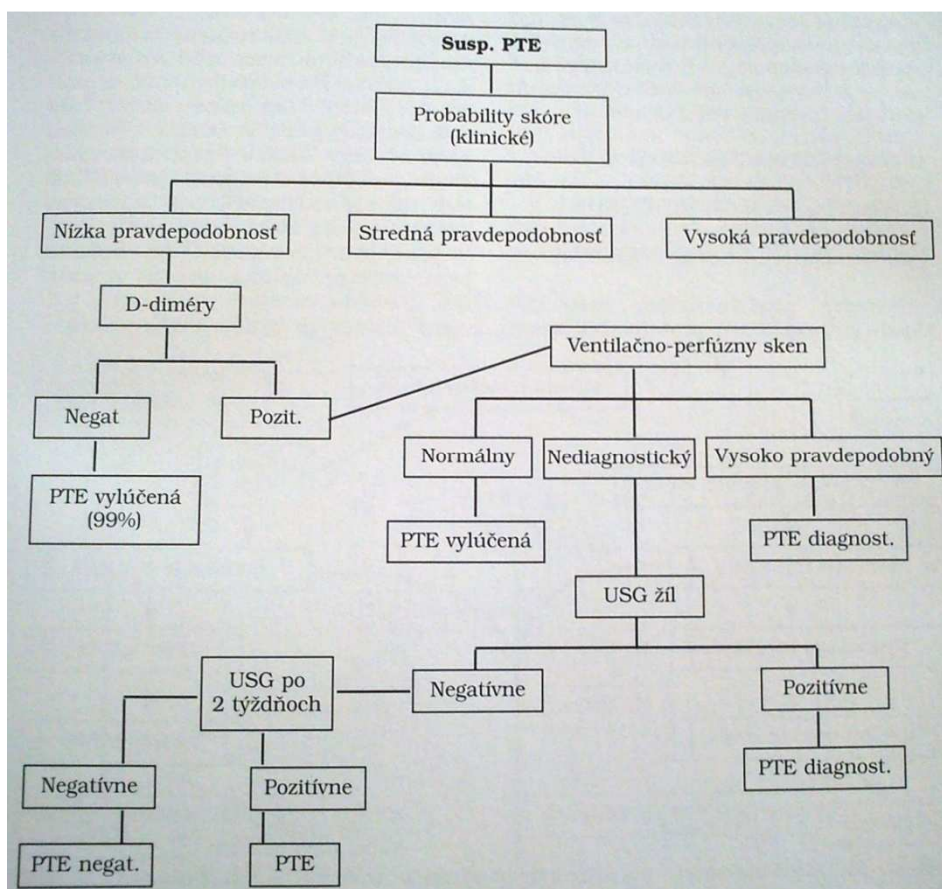 Susp. PTE
Probability skóre
(klinické)
Nízka pravdepodobnosť
Stredná pravdepodobnosť
Vysoká pravdepodobnosť
D-diméry
Ventilačno-perfúzny sken
Negat
Pozit.
Normálny
Nediagnostický
Vysoko pravdepodobný
PTE vylúčená
(99%)
PTE vylúčená
PTE diagnost.
USG žíl
USG po
2 týždňoch
Negatívne
Pozitívne
PTE diagnost.
Negatívne
Pozitívne
PTE negat.
PTE